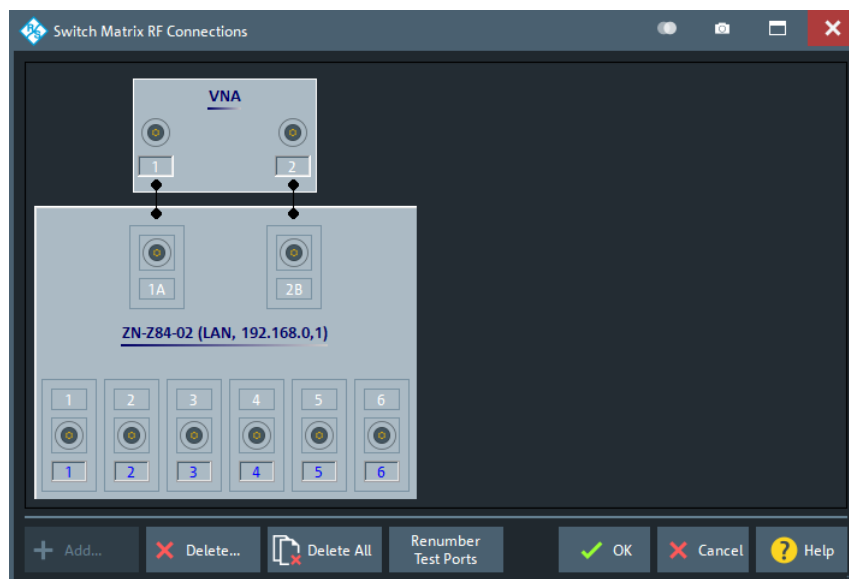 R&S Switch Matrix RF Connections
VNA
1 2
1A 2B
ZN-Z84-02 (LAN, 192.168.0,1)
1 2 3 4 5 6
1 2 3 4 5 6
Add... Delete... Delete All Renumber Test Ports OK Cancel ? Help